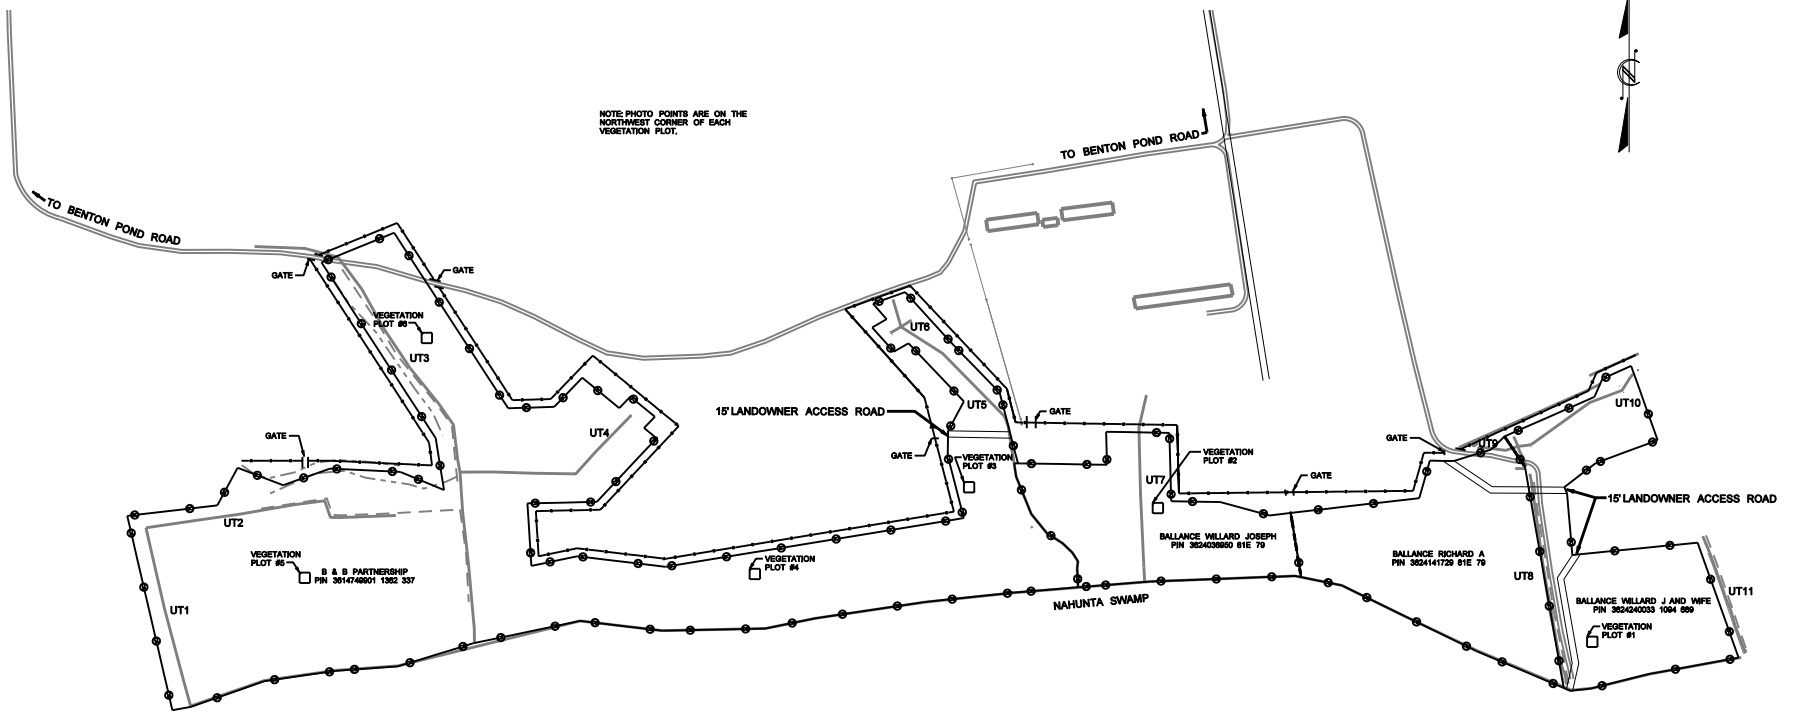 NOTE; PHOTO POINTS ARE ON THE
NORTHWEST CORNER OF EACH
VEGETATION PLOT.
TO BENTON POND ROAD
TO BENTON POND ROAD
GATE
GATE
VEGETATION
PLOT #6
UT3
UT6
UT5
15' LANDOWNER ACCESS ROAD
GATE
UT4
GATE
GATE
VEGETATION
PLOT #3
VEGETATION
PLOT #2
UT7
GATE
GATE
UT9
UT10
15' LANDOWNER ACCESS ROAD
UT2
VEGETATION
PLOT #5
B & B PARTNERSHIP
PIN 3614749901 1362 337
VEGETATION
PLOT #4
BALLANCE WILLARD JOSEPH
PIN 3624036950 81E 79
BALLANCE RICHARD A
PIN 3624141729 81E 79
UT8
UT11
UT1
NAHUNTA SWAMP
BALLANCE WILLARD J AND WIFE
PIN 3624240033 1094 669
VEGETATION
PLOT #1